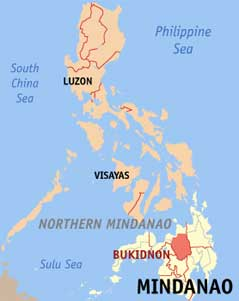 Philippine
Sea
South
China
Sea
LUZON
VISAYAS
NORTHERN MINDANAO
BUKIDNON
Sulu Sea
MINDANAO